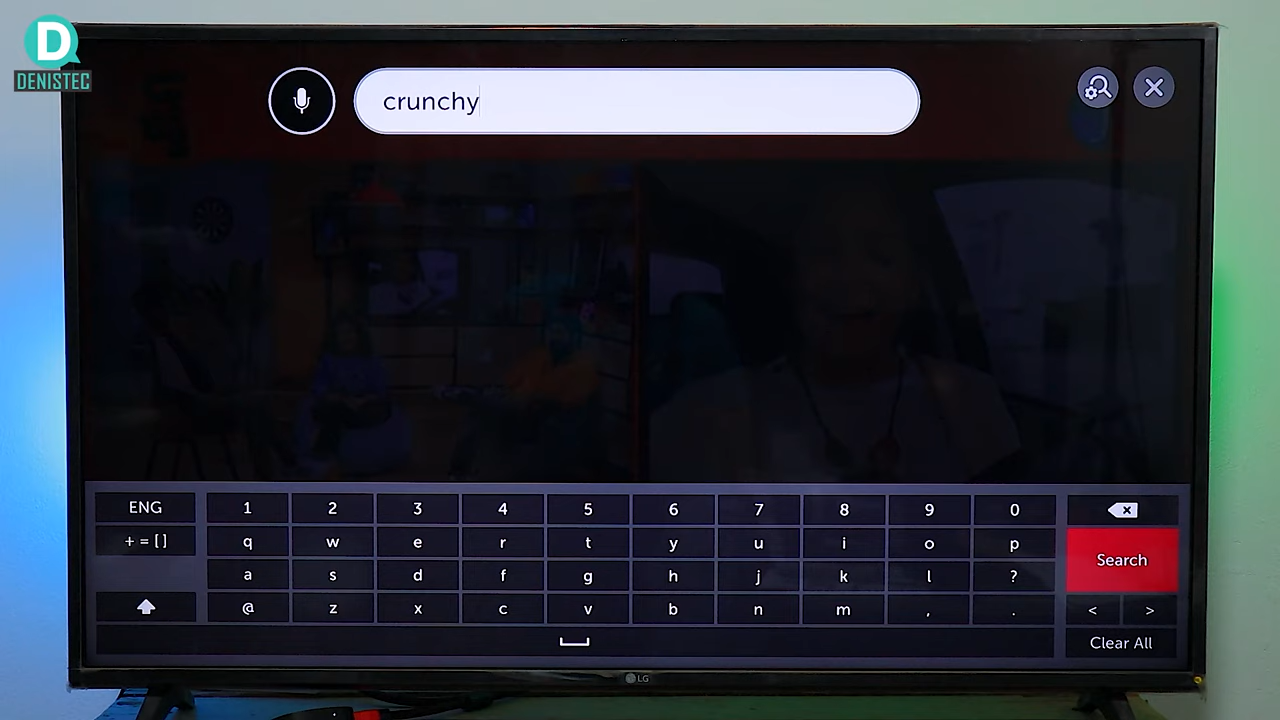 D
DENISTEC
crunchy
ENG 1 2 3 4 5 6 7 8 9 0
+ = [ ] q w e r t y u i o p Search
a s d f g h j k l ?
@ z x c v b n m , . < >
Clear All
LG